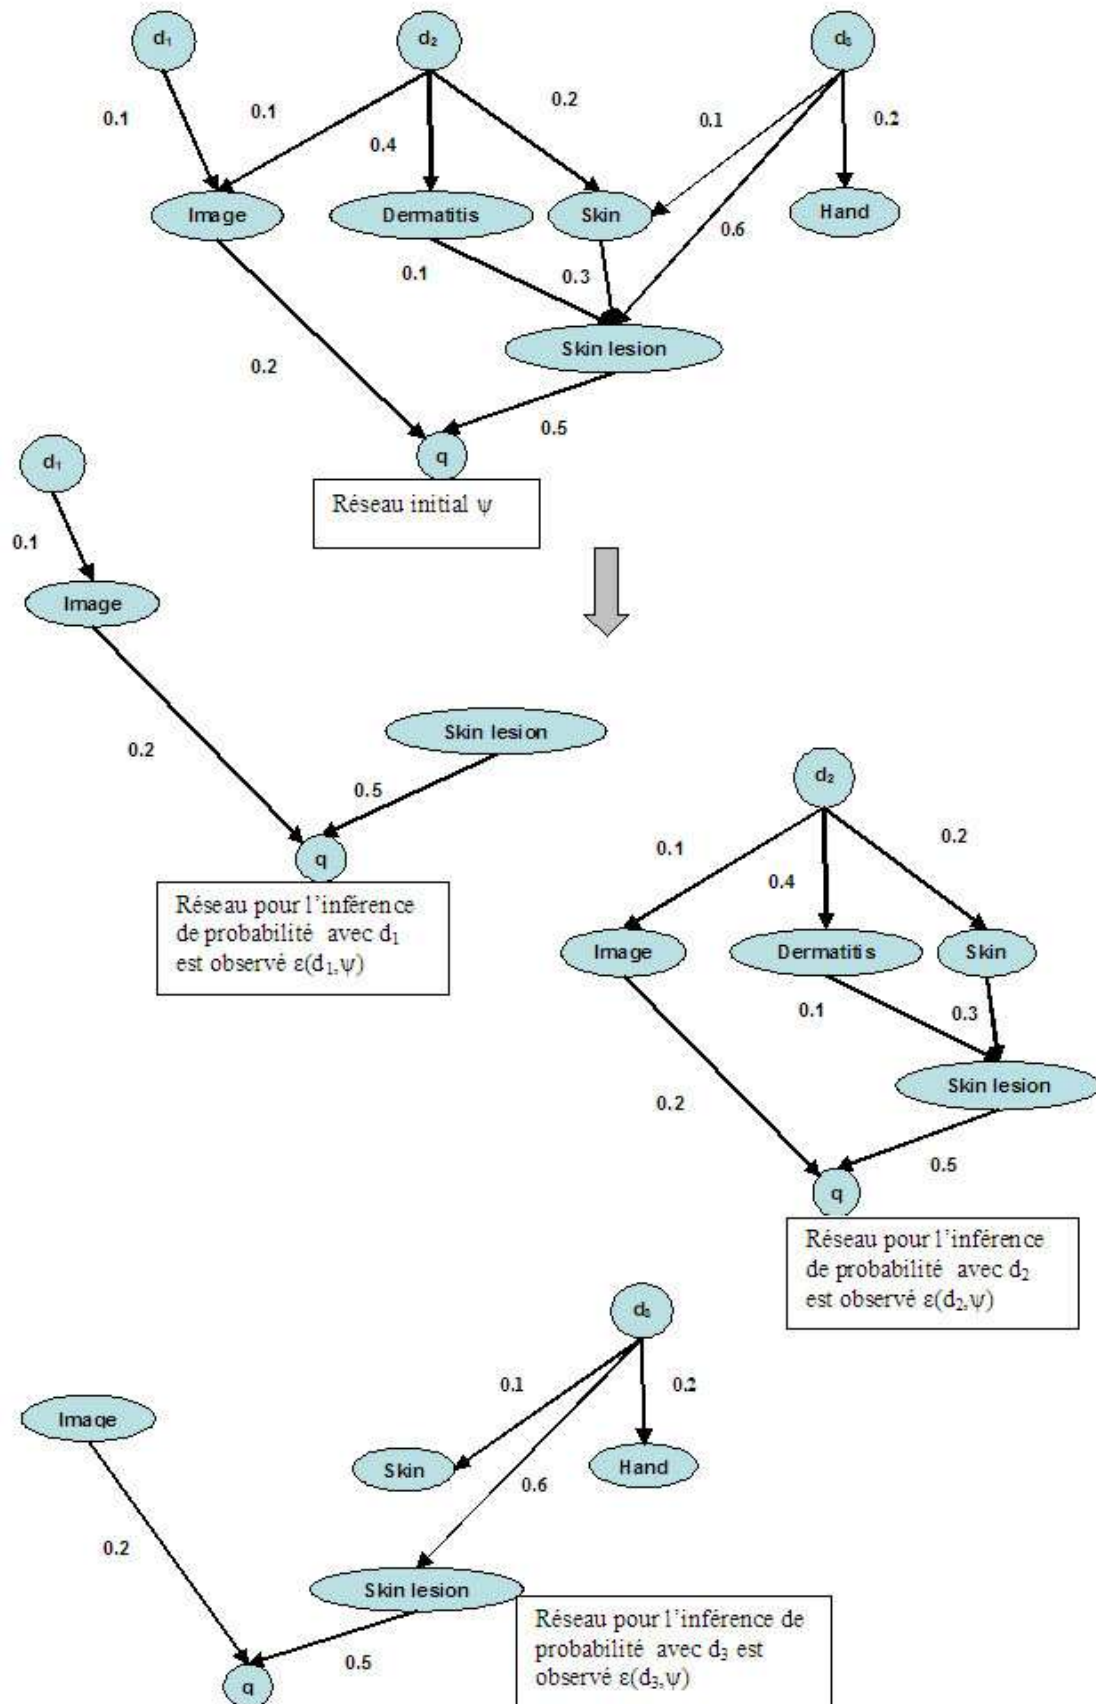 d₁
d₂
d₃
0.1
0.1
0.4
0.2
0.1
0.2
Image
Dermatitis
Skin
Hand
0.6
0.1
0.3
Skin lesion
0.2
0.5
q
Réseau initial ψ
d₁
0.1
Image
Skin lesion
0.2
0.5
q
Réseau pour l'inférence
de probabilité avec d₁
est observé ε(d₁,ψ)
d₂
0.1
0.4
0.2
Image
Dermatitis
Skin
0.1
0.3
Skin lesion
0.2
0.5
q
Réseau pour l'inférence
de probabilité avec d₂
est observé ε(d₂,ψ)
d₃
0.1
0.2
Image
Skin
Hand
0.6
0.2
Skin lesion
0.5
q
Réseau pour l'inférence de
probabilité avec d₃ est
observé ε(d₃,ψ)